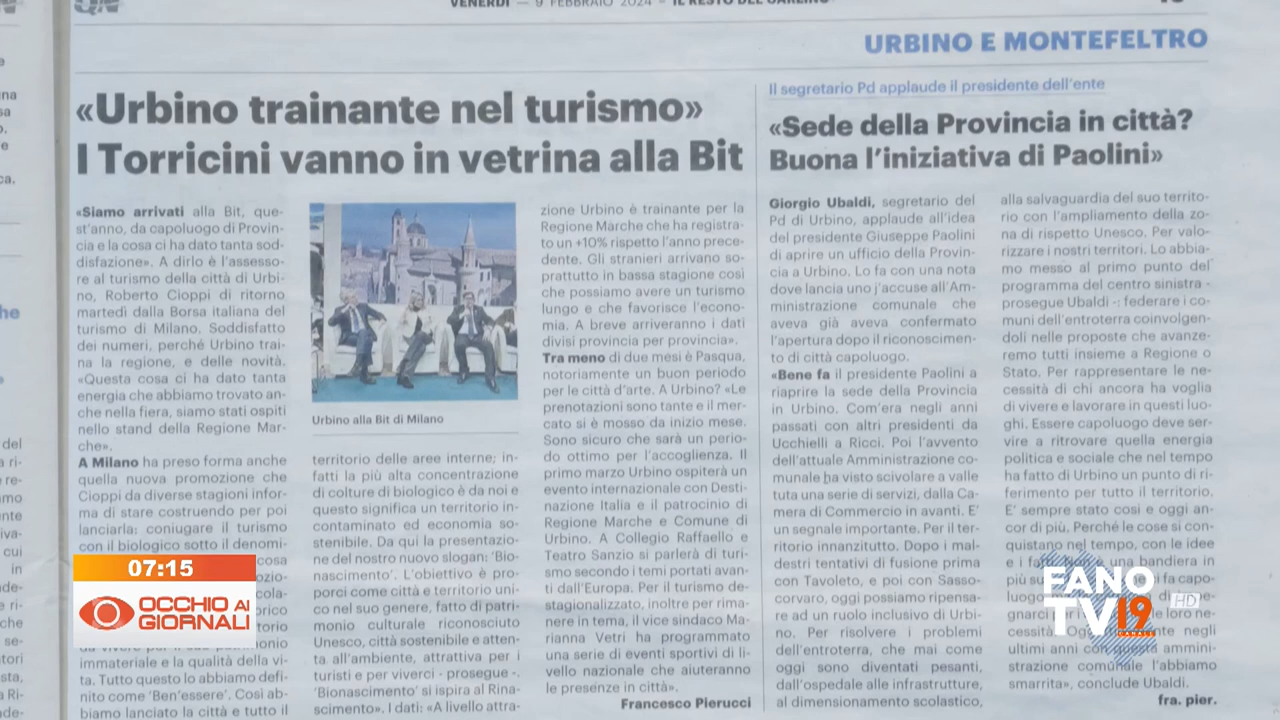 QN
VENERDÌ — 9 FEBBRAIO 2024 – IL RESTO DEL CARLINO
URBINO E MONTEFELTRO
«Urbino trainante nel turismo»
I Torricini vanno in vetrina alla Bit
«Siamo arrivati alla Bit, que-
st'anno, da capoluogo di Provin-
cia e la cosa ci ha dato tanta sod-
disfazione». A dirlo è l'assesso-
re al turismo della città di Urbi-
no, Roberto Cioppi di ritorno
martedì dalla Borsa italiana del
turismo di Milano. Soddisfatto
dei numeri, perché Urbino trai-
na la regione, e delle novità.
«Questa cosa ci ha dato tanta
energia che abbiamo trovato an-
che nella fiera, siamo stati ospiti
nello stand della Regione Mar-
che».
A Milano ha preso forma anche
quella nuova promozione che
Cioppi da diverse stagioni infor-
ma di stare costruendo per poi
lanciarla: coniugare il turismo
con il biologico sotto il denomi-
immateriale e la qualità della vi-
ta. Tutto questo lo abbiamo defi-
nito come 'Ben'essere'. Così ab-
biamo lanciato la città e tutto il
Urbino alla Bit di Milano
territorio delle aree interne; in-
fatti la più alta concentrazione
di colture di biologico è da noi e
questo significa un territorio in-
contaminato ed economia so-
stenibile. Da qui la presentazio-
ne del nostro nuovo slogan: 'Bio-
nascimento'. L'obiettivo è pro-
porci come città e territorio uni-
co nel suo genere, fatto di patri-
monio culturale riconosciuto
Unesco, città sostenibile e atten-
ta all'ambiente, attrattiva per i
turisti e per viverci - prosegue -.
'Bionascimento' si ispira al Rina-
scimento». I dati: «A livello attra-
zione Urbino è trainante per la
Regione Marche che ha registra-
to un +10% rispetto l'anno prece-
dente. Gli stranieri arrivano so-
prattutto in bassa stagione così
che possiamo avere un turismo
lungo e che favorisce l'econo-
mia. A breve arriveranno i dati
divisi provincia per provincia».
Tra meno di due mesi è Pasqua,
notoriamente un buon periodo
per le città d'arte. A Urbino? «Le
prenotazioni sono tante e il mer-
cato si è mosso da inizio mese.
Sono sicuro che sarà un perio-
do ottimo per l'accoglienza. Il
primo marzo Urbino ospiterà un
evento internazionale con Desti-
nazione Italia e il patrocinio di
Regione Marche e Comune di
Urbino. A Collegio Raffaello e
Teatro Sanzio si parlerà di turi-
smo secondo i temi portati avan-
ti dall'Europa. Per il turismo de-
stagionalizzato, inoltre per rima-
nere in tema, il vice sindaco Ma-
rianna Vetri ha programmato
una serie di eventi sportivi di li-
vello nazionale che aiuteranno
le presenze in città».
Francesco Pierucci
Il segretario Pd applaude il presidente dell'ente
«Sede della Provincia in città?
Buona l'iniziativa di Paolini»
Giorgio Ubaldi, segretario del
Pd di Urbino, applaude all'idea
del presidente Giuseppe Paolini
di aprire un ufficio della Provin-
cia a Urbino. Lo fa con una nota
dove lancia uno j'accuse all'Am-
ministrazione comunale che
aveva già aveva confermato
l'apertura dopo il riconoscimen-
to di città capoluogo.
«Bene fa il presidente Paolini a
riaprire la sede della Provincia
in Urbino. Com'era negli anni
passati con altri presidenti da
Ucchielli a Ricci. Poi l'avvento
dell'attuale Amministrazione co-
munale ha visto scivolare a valle
tuta una serie di servizi, dalla Ca-
mera di Commercio in avanti. E'
un segnale importante. Per il ter-
ritorio innanzitutto. Dopo i mal-
destri tentativi di fusione prima
con Tavoleto, e poi con Sasso-
corvaro, oggi possiamo ripensa-
re ad un ruolo inclusivo di Urbi-
no. Per risolvere i problemi
dell'entroterra, che mai come
oggi sono diventati pesanti,
dall'ospedale alle infrastrutture,
al dimensionamento scolastico,
alla salvaguardia del suo territo-
rio con l'ampliamento della zo-
na di rispetto Unesco. Per valo-
rizzare i nostri territori. Lo abbia-
mo messo al primo punto del
programma del centro sinistra -
prosegue Ubaldi -: federare i co-
muni dell'entroterra coinvolgen-
doli nelle proposte che avanze-
remo tutti insieme a Regione o
Stato. Per rappresentare le ne-
cessità di chi ancora ha voglia
di vivere e lavorare in questi luo-
ghi. Essere capoluogo deve ser-
vire a ritrovare quella energia
politica e sociale che nel tempo
ha fatto di Urbino un punto di ri-
ferimento per tutto il territorio.
E' sempre stato così e oggi an-
cor di più. Perché le cose si con-
quistano nel tempo, con le idee
ultimi anni con questa ammini-
strazione comunale l'abbiamo
smarrita», conclude Ubaldi.
fra. pier.
07:15
OCCHIO AI
GIORNALI
FANO
TV19
CANALE
HD